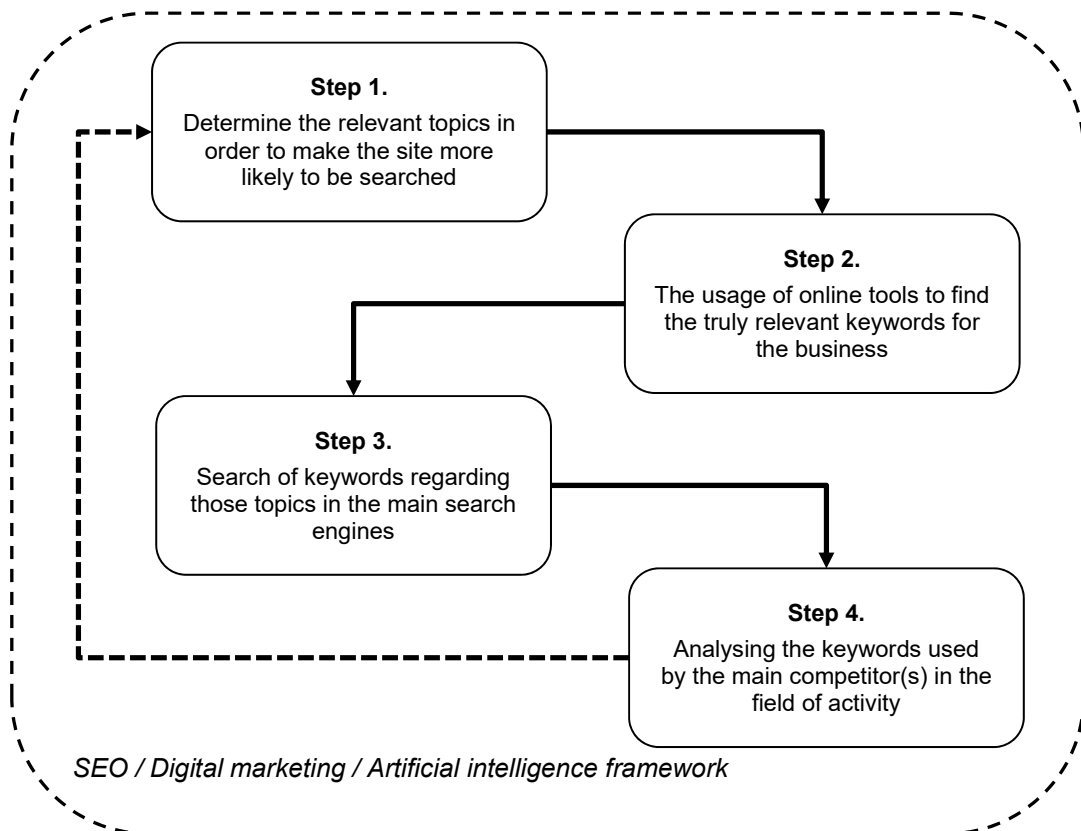 Step 1.
Determine the relevant topics in
order to make the site more
likely to be searched
Step 2.
The usage of online tools to find
the truly relevant keywords for
the business
Step 3.
Search of keywords regarding
those topics in the main search
engines
Step 4.
Analysing the keywords used
by the main competitor(s) in the
field of activity
SEO / Digital marketing / Artificial intelligence framework